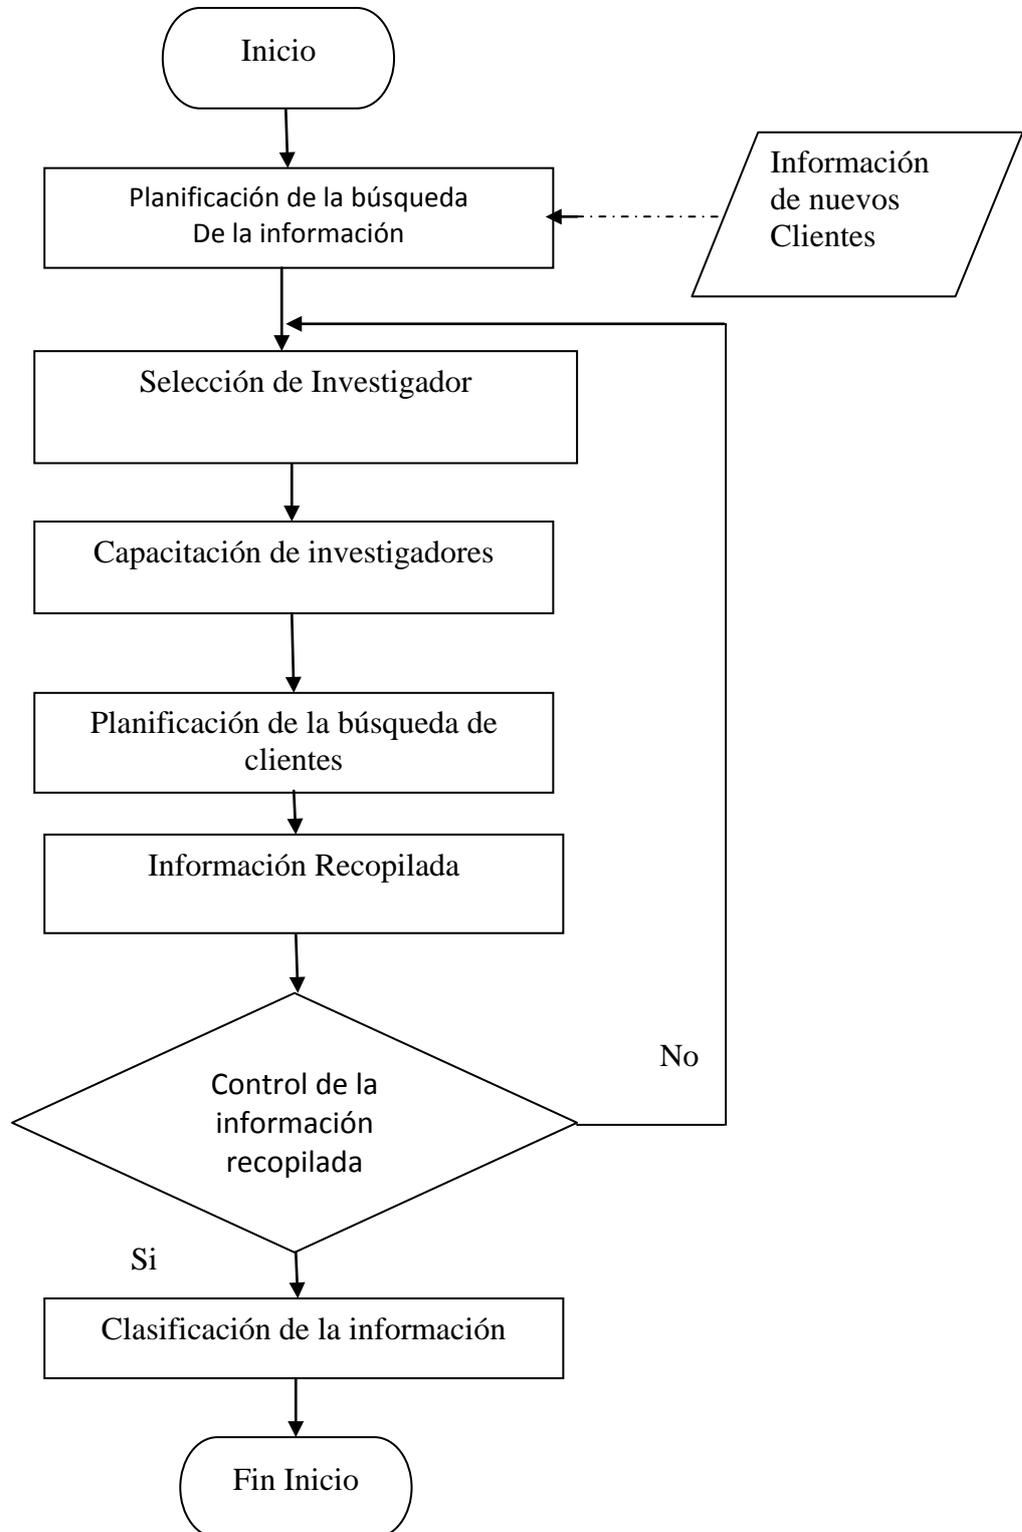 Inicio
Planificación de la búsqueda
De la información
Información
de nuevos
Clientes
Selección de Investigador
Capacitación de investigadores
Planificación de la búsqueda de
clientes
Información Recopilada
No
Control de la
información
recopilada
Si
Clasificación de la información
Fin Inicio